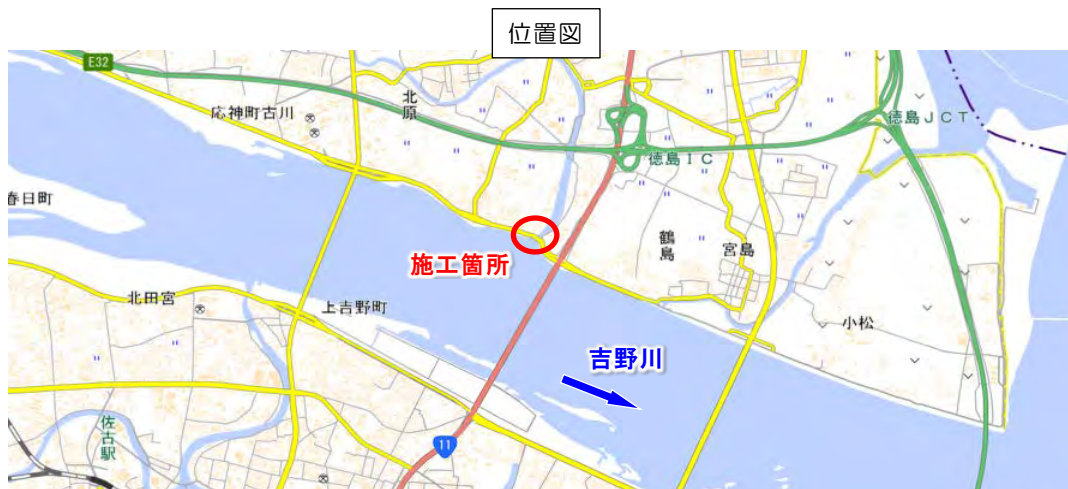 位置図
E32
応神町古川
北原
徳島JCT
徳島IC
春日町
鶴島
宮島
施工箇所
北田宮
上吉野町
小松
吉野川
佐古駅
11